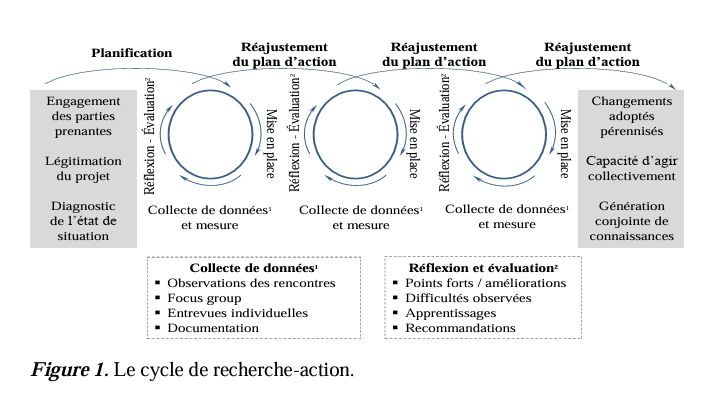 Planification
Réajustement
du plan d’action
Réajustement
du plan d’action
Réajustement
du plan d’action
Engagement
des parties
prenantes
Légitimation
du projet
Diagnostic
de l’état de
situation
Réflexion - Évaluation²
Mise en place
Collecte de données¹
et mesure
Réflexion - Évaluation²
Mise en place
Collecte de données¹
et mesure
Réflexion - Évaluation²
Mise en place
Collecte de données¹
et mesure
Changements
adoptés
pérennisés
Capacité d’agir
collectivement
Génération
conjointe de
connaissances
Collecte de données¹
▪ Observations des rencontres
▪ Focus group
▪ Entrevues individuelles
▪ Documentation
Réflexion et évaluation²
▪ Points forts / améliorations
▪ Difficultés observées
▪ Apprentissages
▪ Recommandations
Figure 1. Le cycle de recherche-action.